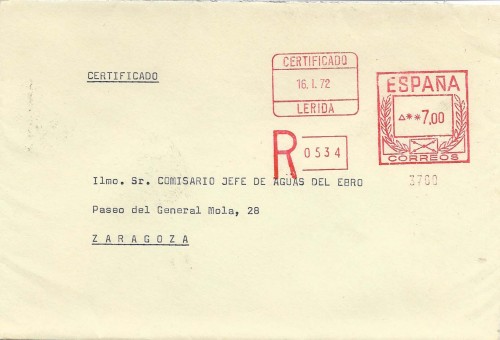 CERTIFICADO
CERTIFICADO
16. I. 72
LERIDA
ESPAÑA
△**7,00
CORREOS
R 0534
3700
Ilmo. Sr. COMISARIO JEFE DE AGUAS DEL EBRO
Paseo del General Mola, 28
ZARAGOZA